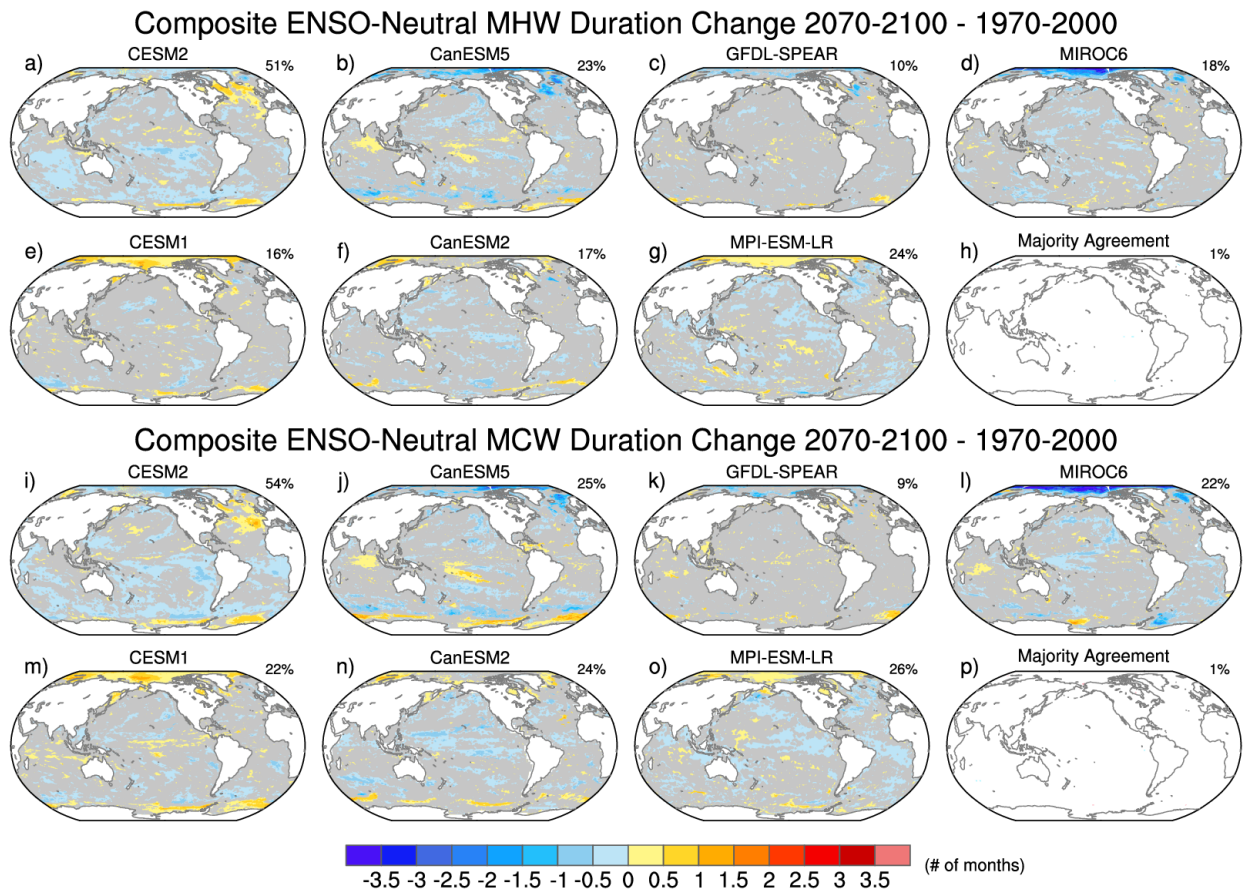 Composite ENSO-Neutral MHW Duration Change 2070-2100 - 1970-2000
a) CESM2 51%
b) CanESM5 23%
c) GFDL-SPEAR 10%
d) MIROC6 18%
e) CESM1 16%
f) CanESM2 17%
g) MPI-ESM-LR 24%
h) Majority Agreement 1%
Composite ENSO-Neutral MCW Duration Change 2070-2100 - 1970-2000
i) CESM2 54%
j) CanESM5 25%
k) GFDL-SPEAR 9%
l) MIROC6 22%
m) CESM1 22%
n) CanESM2 24%
o) MPI-ESM-LR 26%
p) Majority Agreement 1%
-3.5 -3 -2.5 -2 -1.5 -1 -0.5 0 0.5 1 1.5 2 2.5 3 3.5 (# of months)